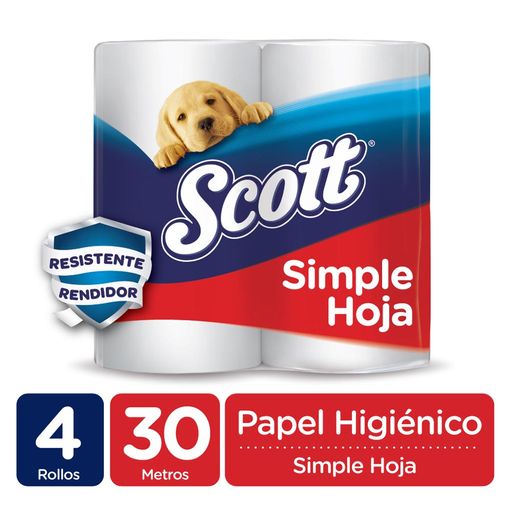 Scott®
RESISTENTE
RENDIDOR
Simple
Hoja
4
Rollos
30
Metros
Papel Higiénico
Simple Hoja